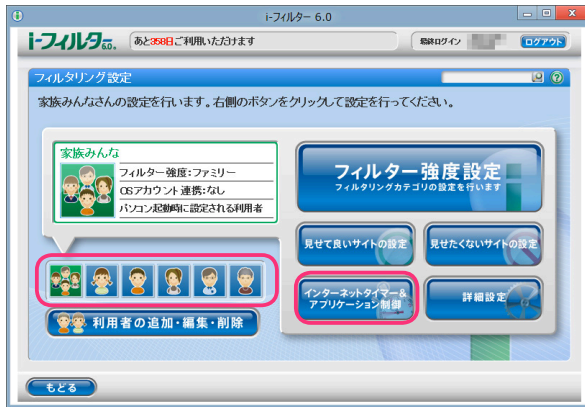 i-フィルター 6.0
i-フィルター6.0.
あと358日ご利用いただけます
最終ログイン
ログアウト
フィルタリング設定
家族みんなさんの設定を行います。右側のボタンをクリックして設定を行ってください。
家族みんな
フィルター強度:ファミリー
OSアカウント連携:なし
パソコン起動時に設定される利用者
フィルター強度設定
フィルタリングカテゴリの設定を行います
見せて良いサイトの設定
見せたくないサイトの設定
インターネットタイマー&
アプリケーション制御
詳細設定
利用者の追加・編集・削除
もどる